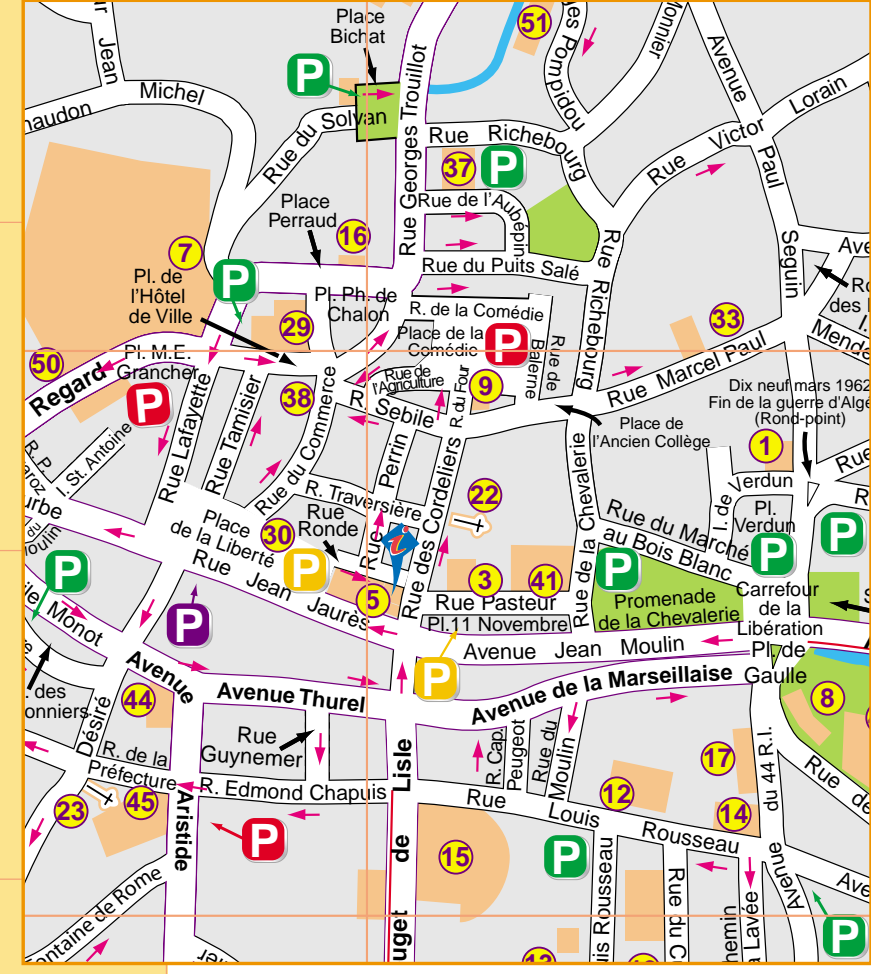 Place
Bichat
51
Jean
Michel
Rue du Solvan
Rue Georges Trouillot
Rue Richebourg
Pompidou
Avenue
Paul
Seguin
Rue Victor Lorain
P
P
37
Rue de l'Aubépin
Place
Perraud
16
7
P
Rue du Puits Salé
Rue Richebourg
Pl. de
l'Hôtel
de Ville
Pl. Ph. de
Chalon
R. de la Comédie
Place de la
Comédie
P
Rue de
Balerne
29
33
50
Pl. M.E.
Grancher
Regard
P
Rue de
l'Agriculture
9
R. du Four
Rue Marcel Paul
38
R. Sebile
Place de
l'Ancien Collège
Dix neuf mars 1962
(Rond-point)
1
I. St. Antoine
Rue Lafayette
Rue Tamisier
Rue du Commerce
Rue Perrin
Rue des Cordeliers
R. Traversière
22
Rue de la Chevalerie
I. de Verdun
Pl.
Verdun
Rue
P
Place
de la Liberté
30
Rue
Ronde
P
i
Rue du Marché
au Bois Blanc
P
P
Rue Jean Jaurès
5
3
41
Rue Pasteur
Pl.11 Novembre
Promenade
de la Chevalerie
Carrefour
de la
Libération
P
Monot
P
Avenue Jean Moulin
Pl. de
Gaulle
P
Avenue Thurel
Avenue de la Marseillaise
8
des
44
Désiré
Rue
Guynemer
R. Cap.
Peugeot
Rue du
Moulin
17
R. de la
Préfecture
R. Edmond Chapuis
Rue Louis Rousseau
12
14
du 44 R.I.
Rue
23
45
Aristide
P
Lisle
de
15
P
Rousseau
Rue du
Lavée
Avenue
P
de Rome